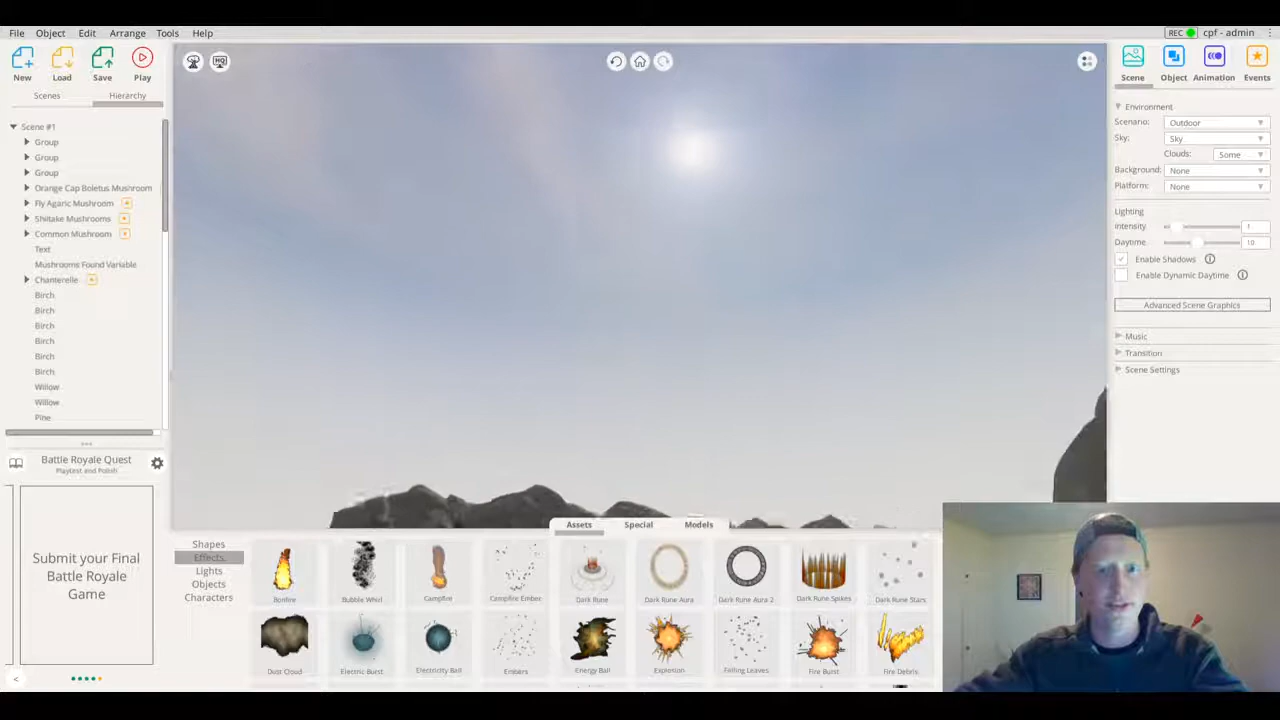 File Object Edit Arrange Tools Help
REC cpf - admin
New Load Save Play
Scenes Hierarchy
Scene #1
Group
Group
Group
Orange Cap Boletus Mushroom
Fly Agaric Mushroom
Shiitake Mushrooms
Common Mushroom
Text
Mushrooms Found Variable
Chanterelle
Birch
Birch
Birch
Birch
Birch
Birch
Willow
Willow
Pine
Battle Royale Quest
Playtest and Polish
Submit your Final
Battle Royale
Game
<
Scene Object Animation Events
Environment
Scenario: Outdoor
Sky: Sky
Clouds: Some
Background: None
Platform: None
Lighting
Intensity 1
Daytime 10
Enable Shadows
Enable Dynamic Daytime
Advanced Scene Graphics
Music
Transition
Scene Settings
Assets Special Models
Shapes
Effects
Lights
Objects
Characters
Bonfire Bubble Whirl Campfire Campfire Ember Dark Rune Dark Rune Aura Dark Rune Aura 2 Dark Rune Spikes Dark Rune Stars
Dust Cloud Electric Burst Electricity Ball Embers Energy Ball Explosion Falling Leaves Fire Burst Fire Debris